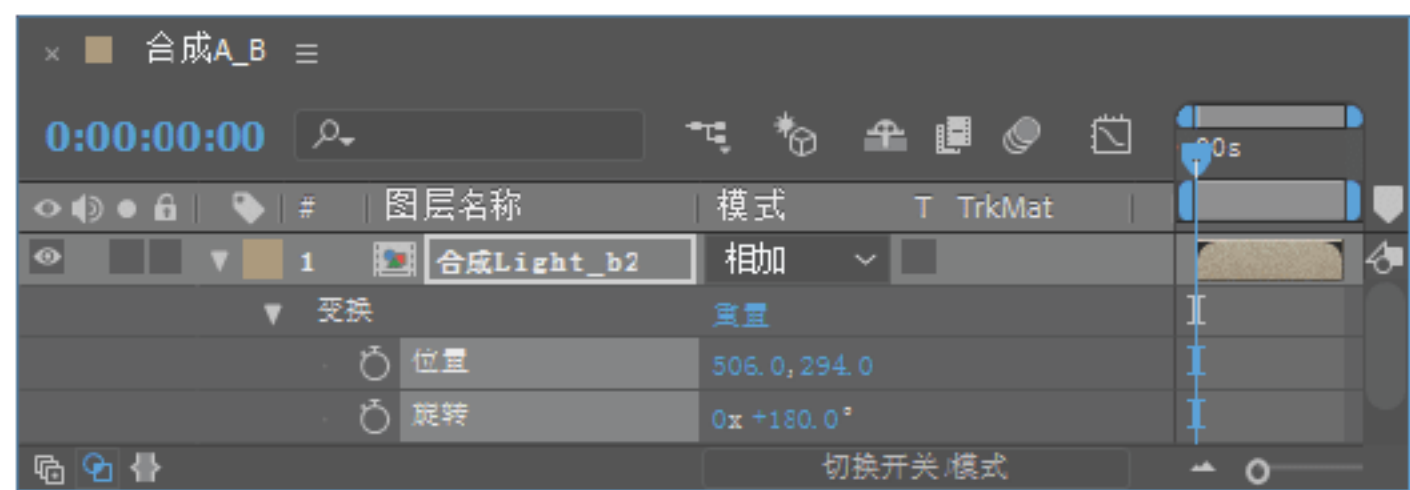 合成A_B
0:00:00:00
00s
# 图层名称 模式 T TrkMat
1 合成Light_b2 相加
变换 重置
位置 506.0,294.0
旋转 0x +180.0°
切换开关/模式